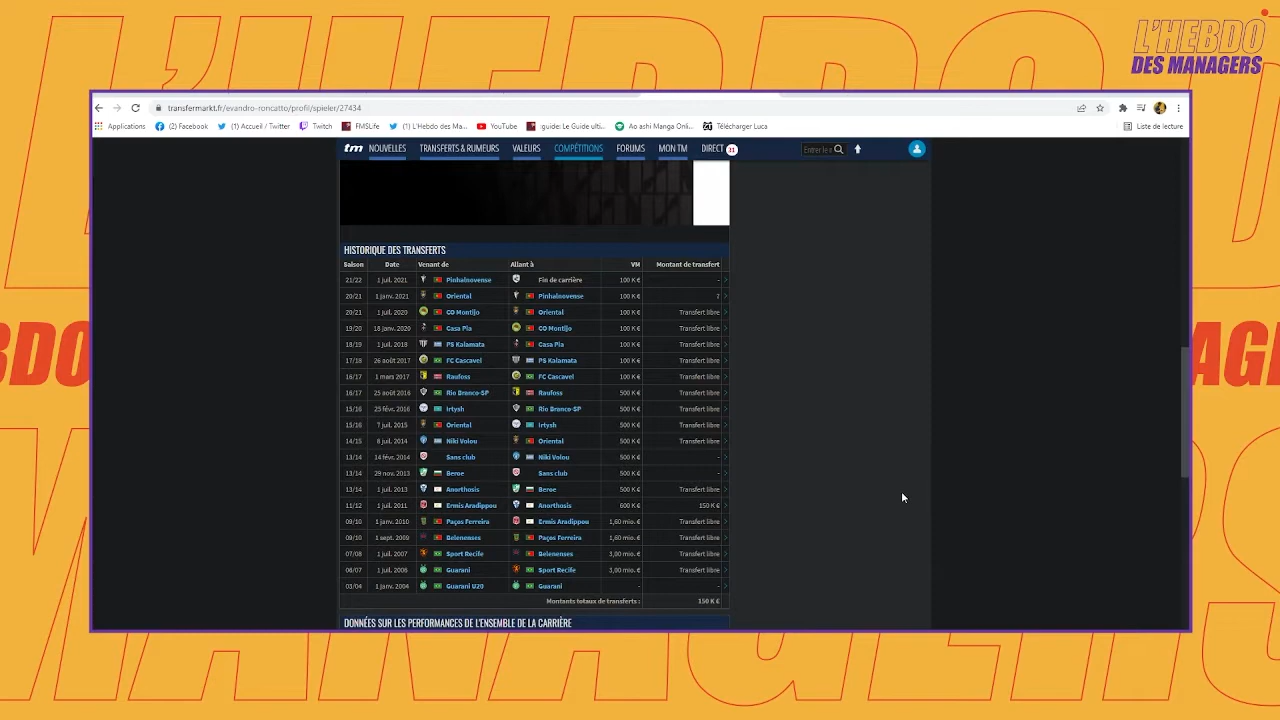 L'HEBDO
DES MANAGERS
transfermarkt.fr/evandro-roncatto/profil/spieler/27434
Applications (2) Facebook (1) Accueil / Twitter Twitch FMSLife (1) L'Hebdo des Ma... YouTube :guide: Le Guide ulti... Ao ashi Manga Onli... Télécharger Luca Liste de lecture
tm NOUVELLES TRANSFERTS & RUMEURS VALEURS COMPÉTITIONS FORUMS MON TM DIRECT 31 Entrer le n
HISTORIQUE DES TRANSFERTS
Saison Date Venant de Allant à VM Montant de transfert
21/22 1 juil. 2021 Pinhalnovense Fin de carrière 100 K € -
20/21 1 janv. 2021 Oriental Pinhalnovense 100 K € ?
20/21 1 juil. 2020 CO Montijo Oriental 100 K € Transfert libre
19/20 18 janv. 2020 Casa Pia CO Montijo 100 K € Transfert libre
18/19 1 juil. 2018 PS Kalamata Casa Pia 100 K € Transfert libre
17/18 26 août 2017 FC Cascavel PS Kalamata 100 K € Transfert libre
16/17 1 mars 2017 Raufoss FC Cascavel 100 K € Transfert libre
16/17 25 août 2016 Rio Branco-SP Raufoss 500 K € Transfert libre
15/16 25 févr. 2016 Irtysh Rio Branco-SP 500 K € Transfert libre
15/16 7 juil. 2015 Oriental Irtysh 500 K € Transfert libre
14/15 8 juil. 2014 Niki Volou Oriental 500 K € Transfert libre
13/14 14 févr. 2014 Sans club Niki Volou 500 K € -
13/14 29 nov. 2013 Beroe Sans club 500 K € -
13/14 1 juil. 2013 Anorthosis Beroe 500 K € Transfert libre
11/12 1 juil. 2011 Ermis Aradippou Anorthosis 600 K € 150 K €
09/10 1 janv. 2010 Paços Ferreira Ermis Aradippou 1,60 mio. € Transfert libre
09/10 1 sept. 2009 Belenenses Paços Ferreira 1,60 mio. € Transfert libre
07/08 1 juil. 2007 Sport Recife Belenenses 3,00 mio. € Transfert libre
06/07 1 juil. 2006 Guarani Sport Recife 3,00 mio. € Transfert libre
03/04 1 janv. 2004 Guarani U20 Guarani - -
Montants totaux de transferts : 150 K €
DONNÉES SUR LES PERFORMANCES DE L'ENSEMBLE DE LA CARRIÈRE